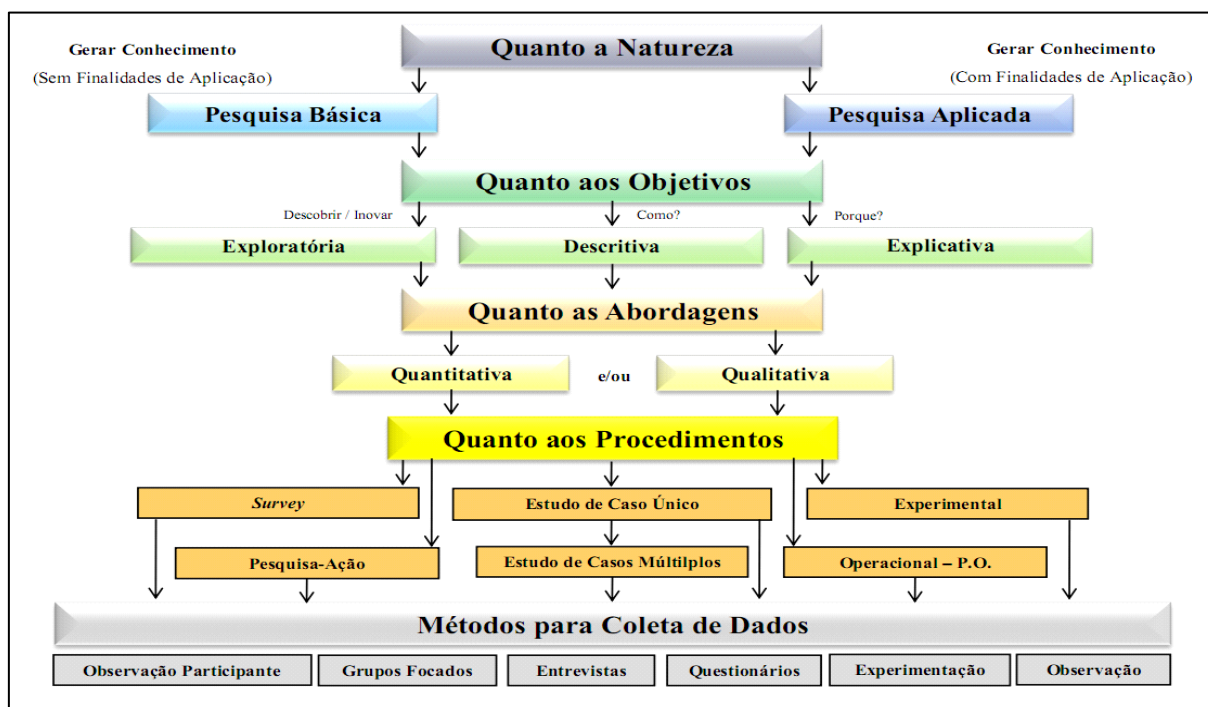 Quanto a Natureza
Gerar Conhecimento
(Sem Finalidades de Aplicação)
Gerar Conhecimento
(Com Finalidades de Aplicação)
Pesquisa Básica
Pesquisa Aplicada
Quanto aos Objetivos
Descobrir / Inovar
Como?
Porque?
Exploratória
Descritiva
Explicativa
Quanto as Abordagens
Quantitativa
e/ou
Qualitativa
Quanto aos Procedimentos
Survey
Estudo de Caso Único
Experimental
Pesquisa-Ação
Estudo de Casos Múltilplos
Operacional – P.O.
Métodos para Coleta de Dados
Observação Participante
Grupos Focados
Entrevistas
Questionários
Experimentação
Observação